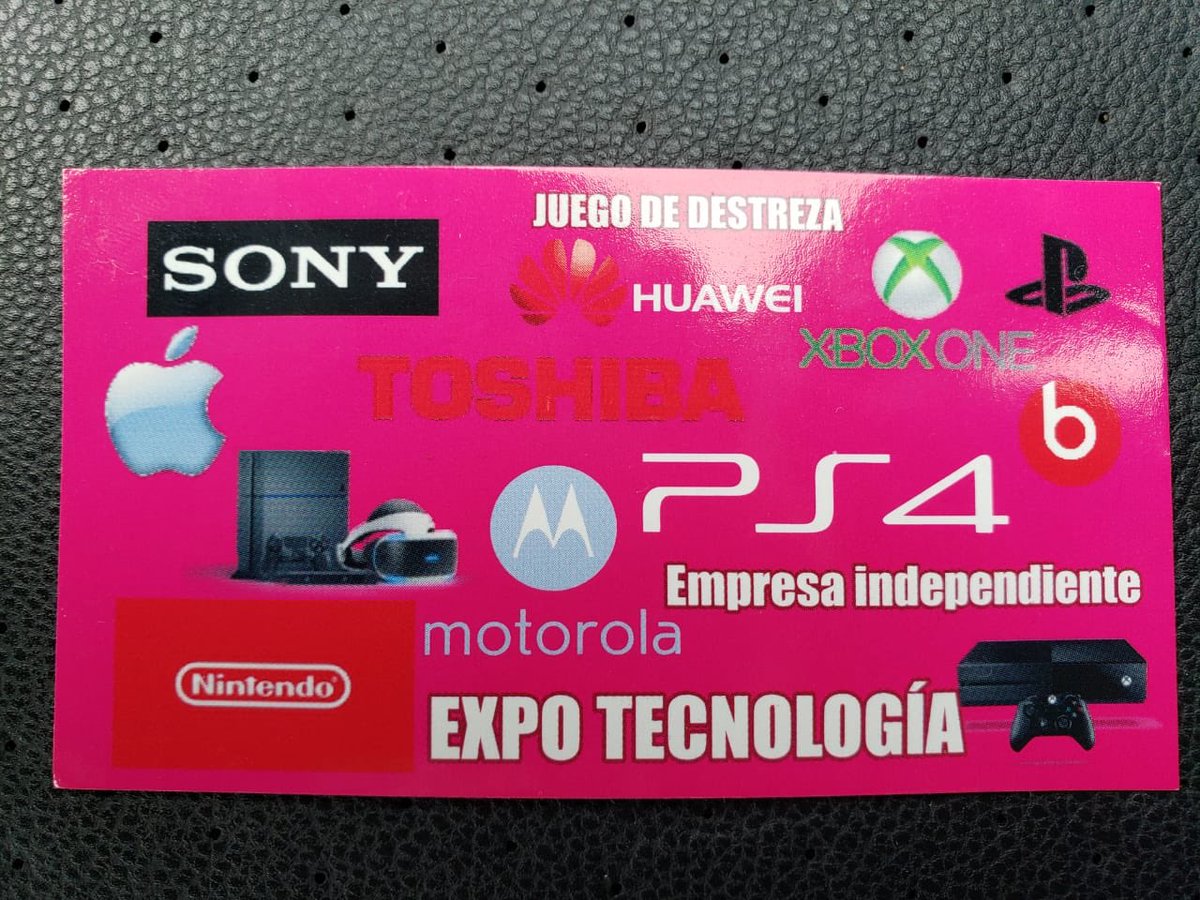 JUEGO DE DESTREZA
SONY
HUAWEI
XBOX ONE
TOSHIBA
b
PS4
Empresa independiente
motorola
Nintendo
EXPO TECNOLOGÍA